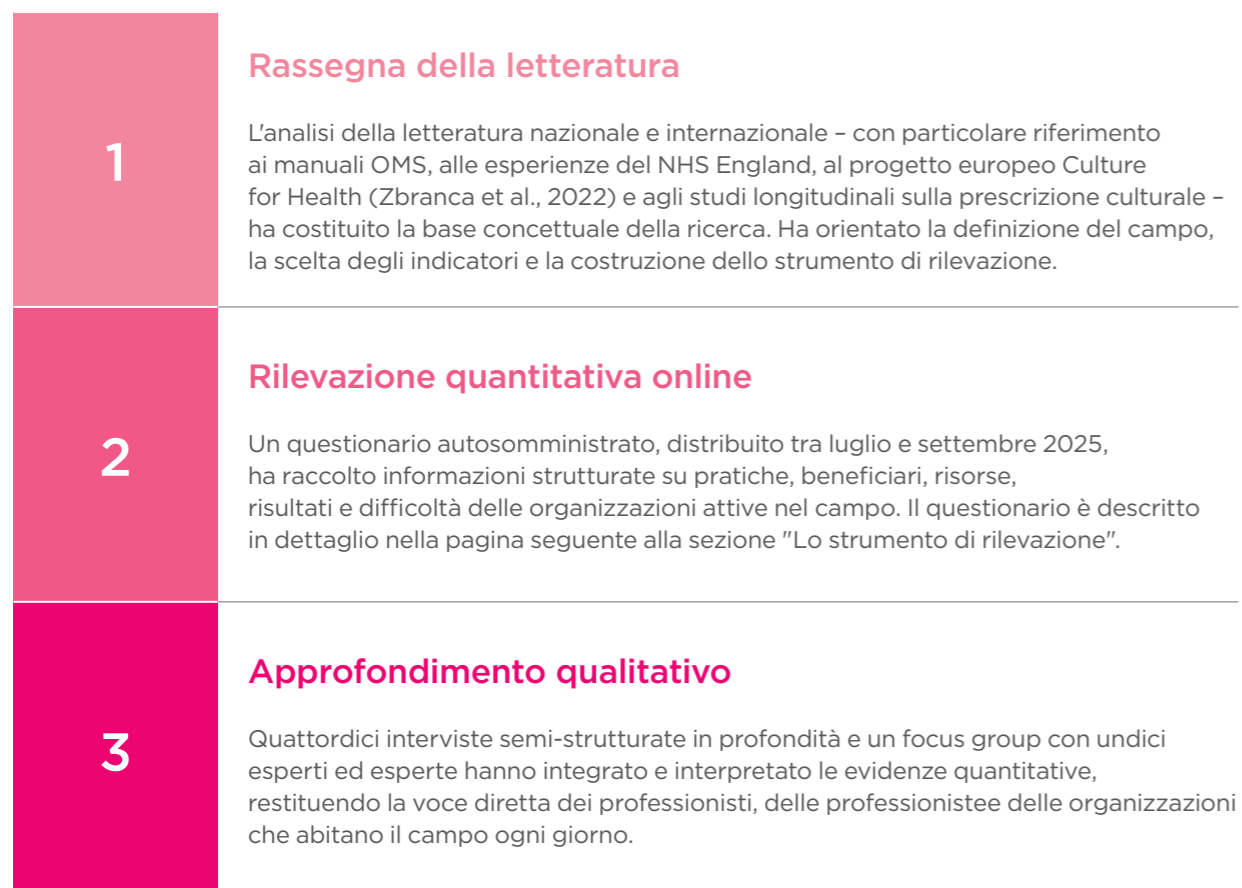 1
Rassegna della letteratura
L'analisi della letteratura nazionale e internazionale – con particolare riferimento
ai manuali OMS, alle esperienze del NHS England, al progetto europeo Culture
for Health (Zbranca et al., 2022) e agli studi longitudinali sulla prescrizione culturale –
ha costituito la base concettuale della ricerca. Ha orientato la definizione del campo,
la scelta degli indicatori e la costruzione dello strumento di rilevazione.
2
Rilevazione quantitativa online
Un questionario autosomministrato, distribuito tra luglio e settembre 2025,
ha raccolto informazioni strutturate su pratiche, beneficiari, risorse,
risultati e difficoltà delle organizzazioni attive nel campo. Il questionario è descritto
in dettaglio nella pagina seguente alla sezione "Lo strumento di rilevazione".
3
Approfondimento qualitativo
Quattordici interviste semi-strutturate in profondità e un focus group con undici
esperti ed esperte hanno integrato e interpretato le evidenze quantitative,
restituendo la voce diretta dei professionisti, delle professionistee delle organizzazioni
che abitano il campo ogni giorno.